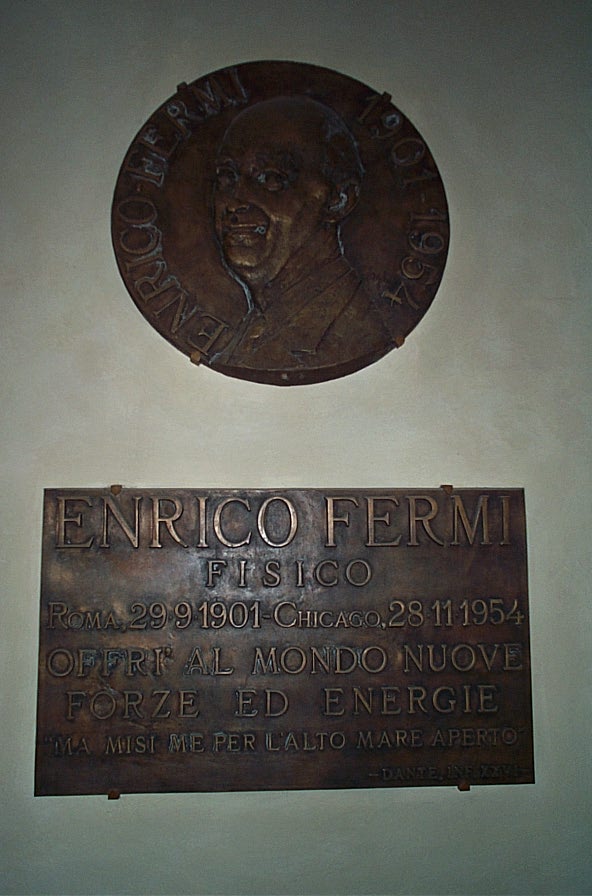 ENRICO·FERMI
1901-1954
ENRICO FERMI
FISICO
ROMA, 29·9·1901-CHICAGO, 28·11·1954
OFFRI' AL MONDO NUOVE
FORZE ED ENERGIE
"MA MISI ME PER L'ALTO MARE APERTO"
-DANTE, INF. XXVI-